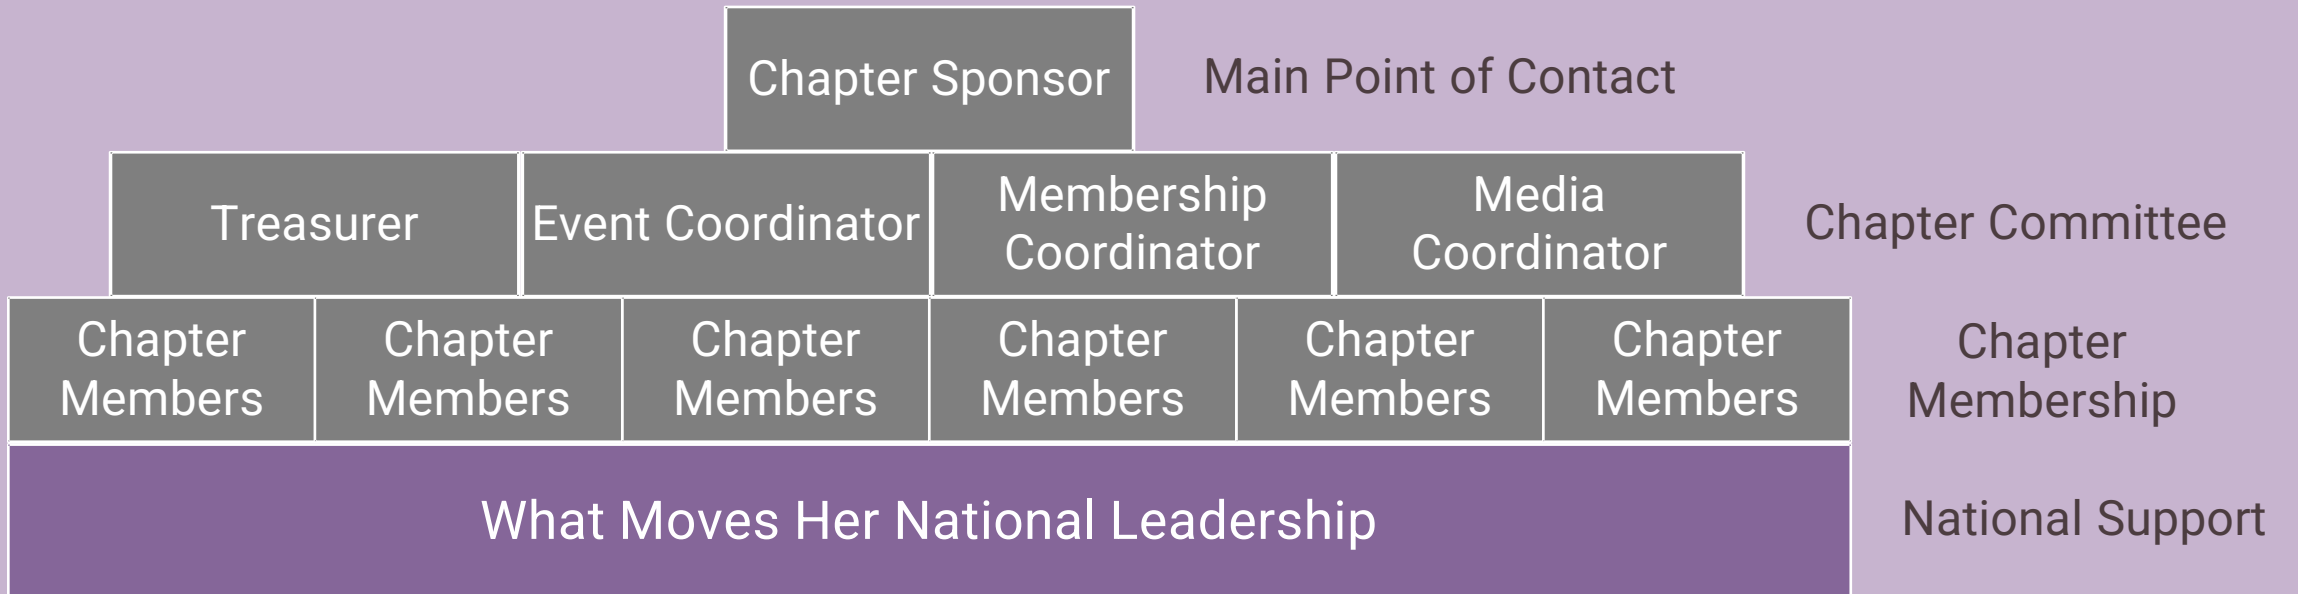 Chapter Sponsor
Main Point of Contact
Treasurer
Event Coordinator
Membership
Coordinator
Media
Coordinator
Chapter Committee
Chapter
Members
Chapter
Members
Chapter
Members
Chapter
Members
Chapter
Members
Chapter
Members
Chapter
Membership
What Moves Her National Leadership
National Support